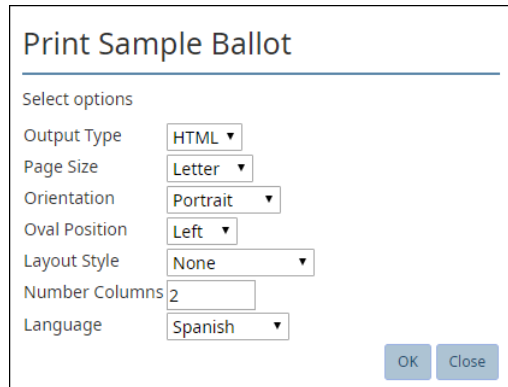 Print Sample Ballot
Select options
Output Type HTML
Page Size Letter
Orientation Portrait
Oval Position Left
Layout Style None
Number Columns 2
Language Spanish
OK Close